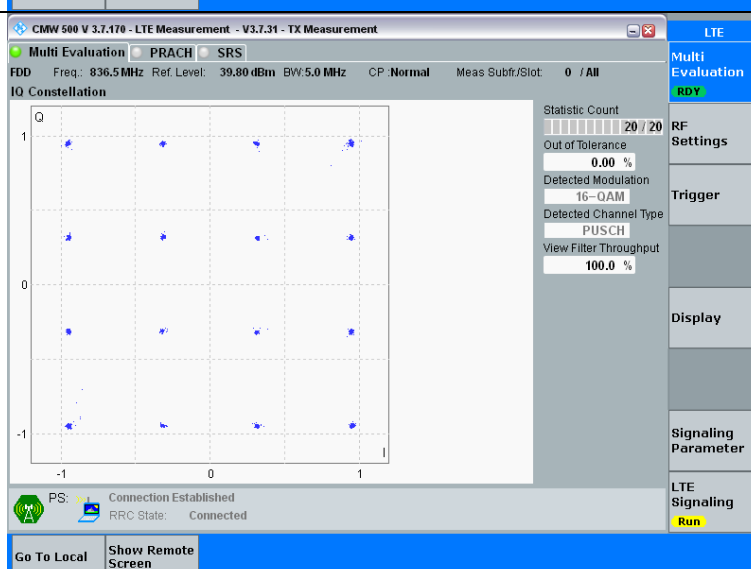 CMW 500 V 3.7.170 - LTE Measurement - V3.7.31 - TX Measurement
LTE
Multi Evaluation PRACH SRS
FDD Freq.: 836.5 MHz Ref. Level: 39.80 dBm BW: 5.0 MHz CP :Normal Meas Subfr./Slot: 0 / All
IQ Constellation
Multi
Evaluation
RDY
Q
1
0
-1
I
-1 0 1
Statistic Count
20 / 20
Out of Tolerance
0.00 %
Detected Modulation
16-QAM
Detected Channel Type
PUSCH
View Filter Throughput
100.0 %
RF
Settings
Trigger
Display
Signaling
Parameter
LTE
Signaling
Run
PS: Connection Established
RRC State: Connected
Go To Local
Show Remote
Screen